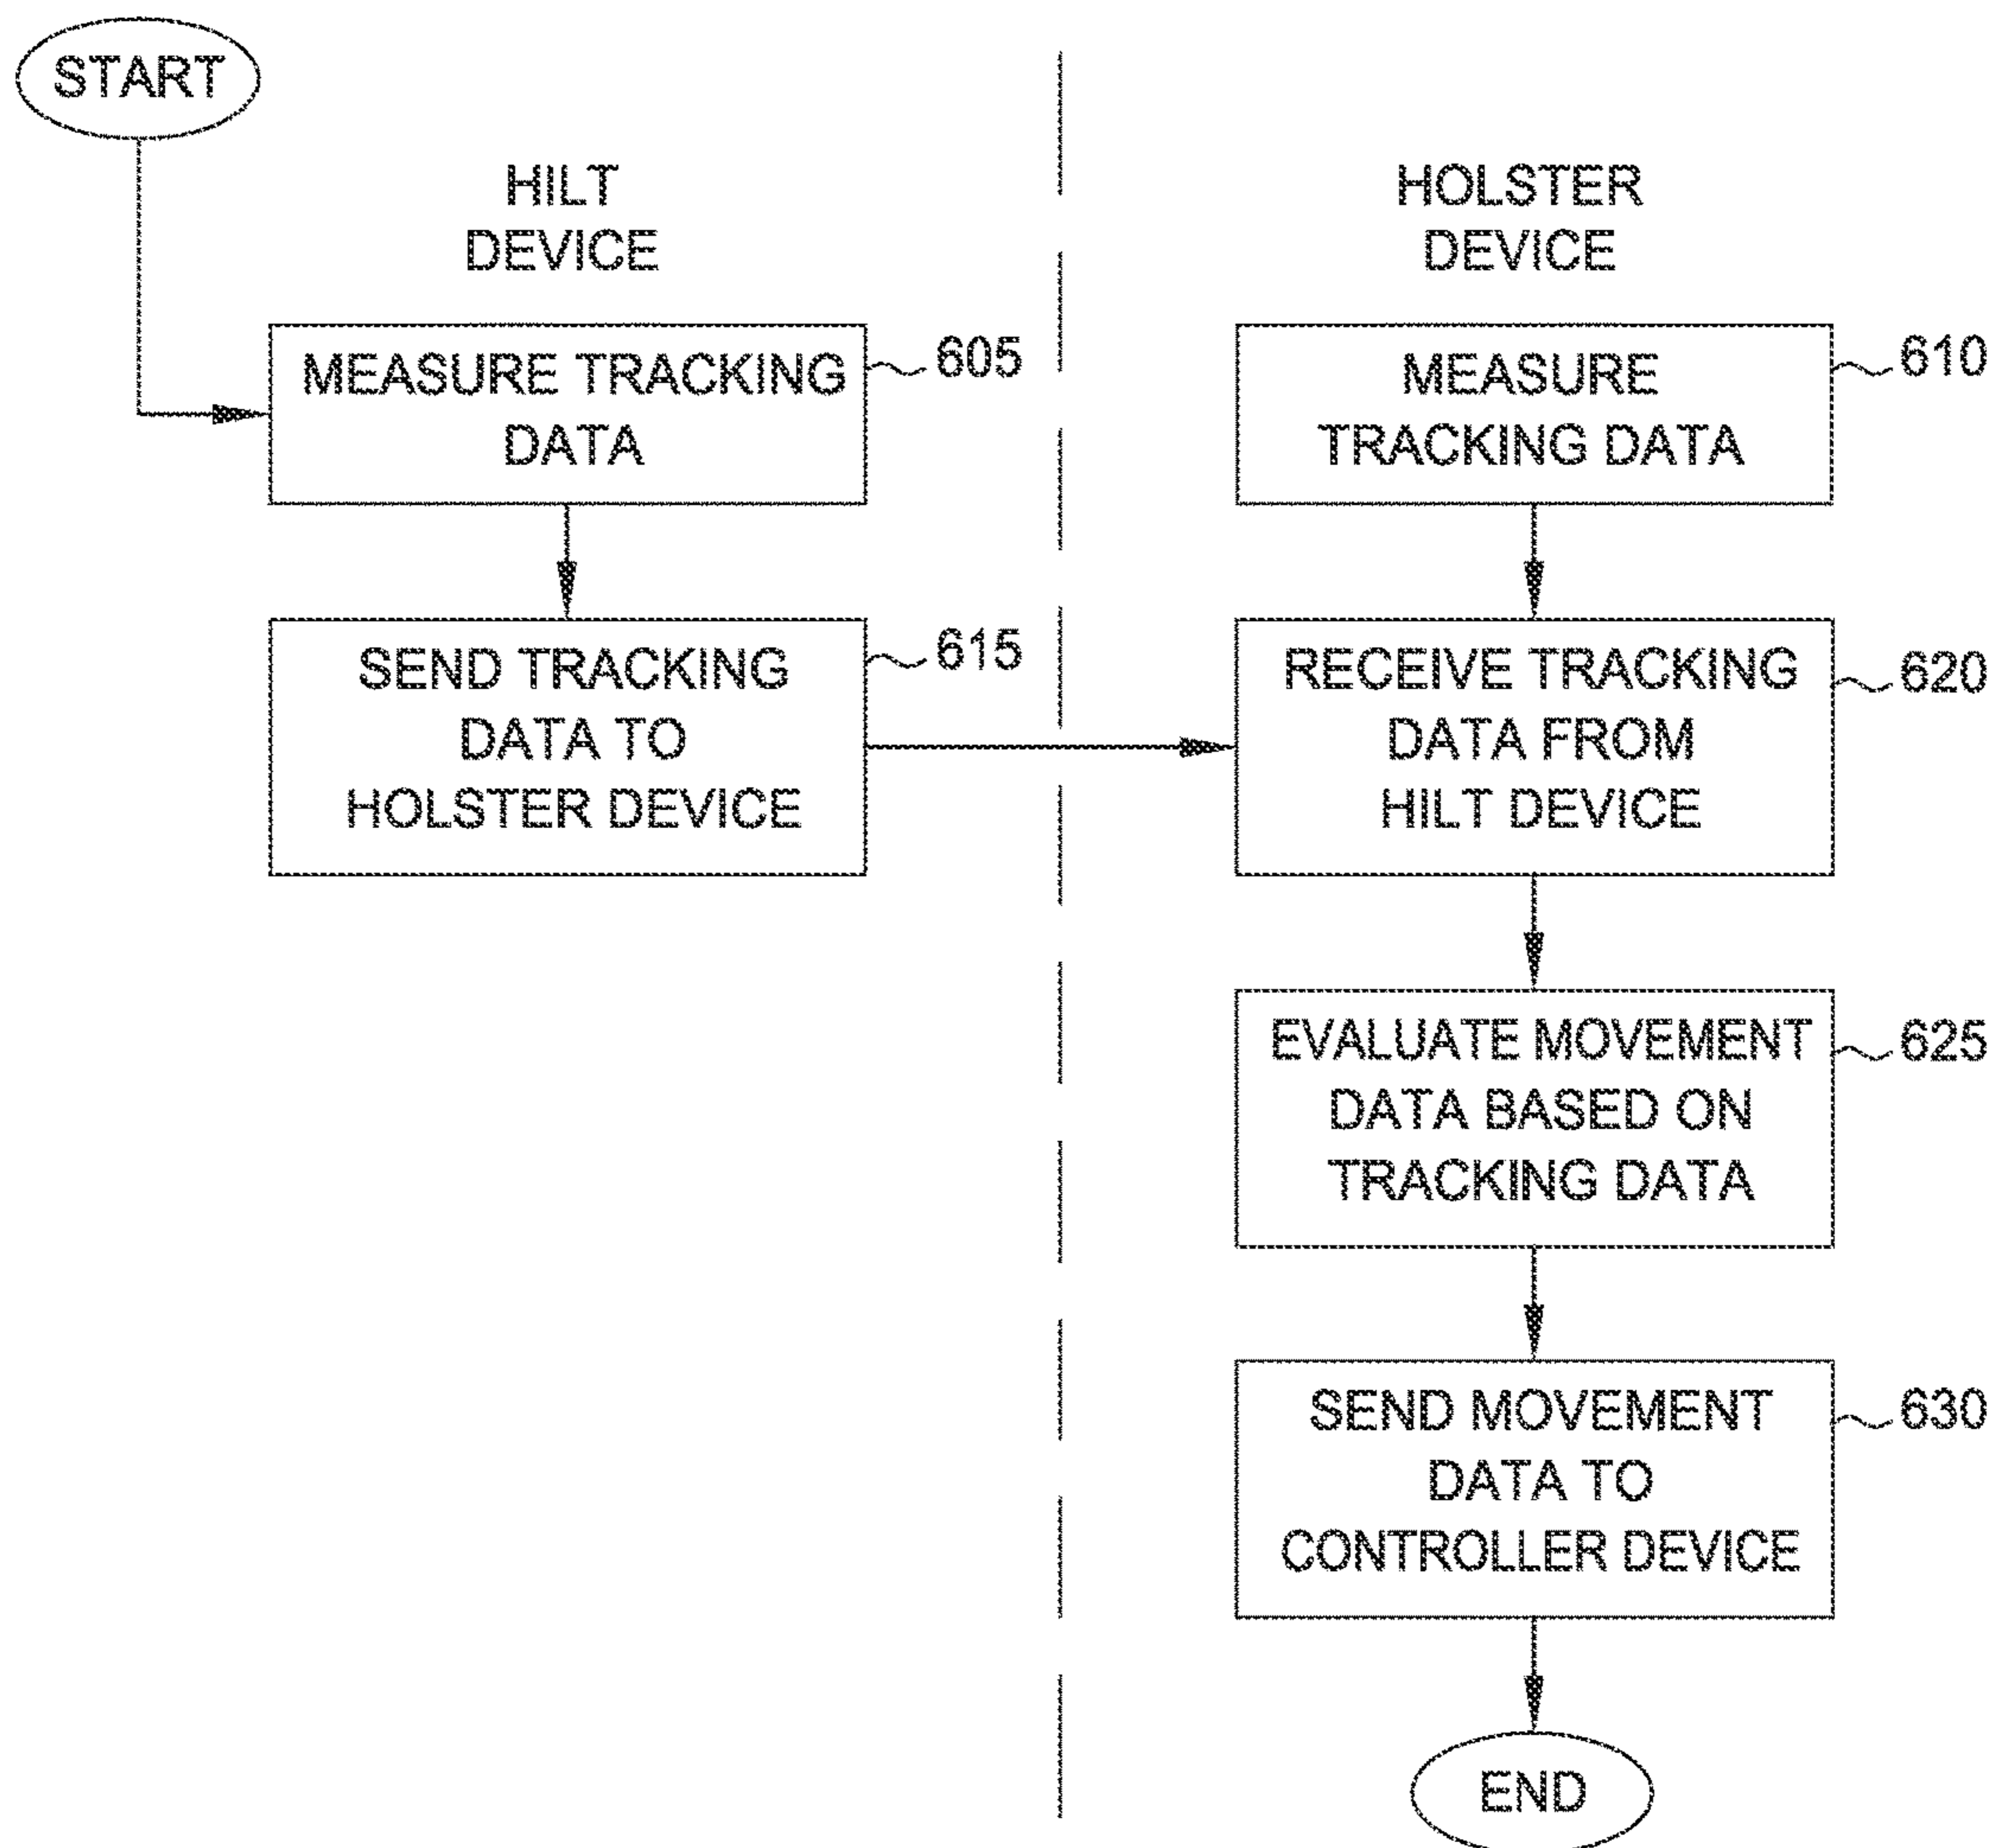 START
HILT
DEVICE
HOLSTER
DEVICE
MEASURE TRACKING
DATA
605
MEASURE
TRACKING DATA
610
SEND TRACKING
DATA TO
HOLSTER DEVICE
615
RECEIVE TRACKING
DATA FROM
HILT DEVICE
620
EVALUATE MOVEMENT
DATA BASED ON
TRACKING DATA
625
SEND MOVEMENT
DATA TO
CONTROLLER DEVICE
630
END